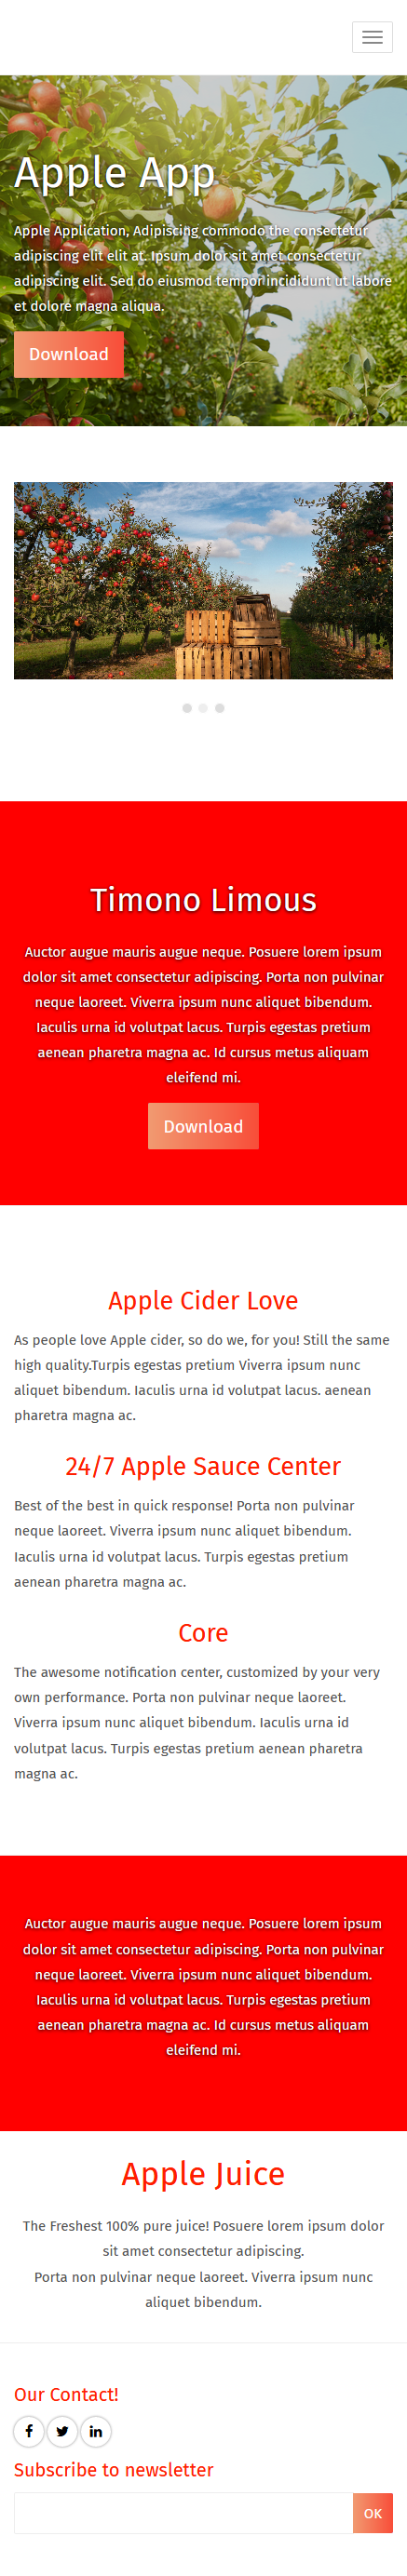 Apple App
Apple Application, Adipiscing commodo the consectetur
adipiscing elit elit at. Ipsum dolor sit amet consectetur
adipiscing elit. Sed do eiusmod tempor incididunt ut labore
et dolore magna aliqua.
Download
Timono Limous
Auctor augue mauris augue neque. Posuere lorem ipsum
dolor sit amet consectetur adipiscing. Porta non pulvinar
neque laoreet. Viverra ipsum nunc aliquet bibendum.
Iaculis urna id volutpat lacus. Turpis egestas pretium
aenean pharetra magna ac. Id cursus metus aliquam
eleifend mi.
Download
Apple Cider Love
As people love Apple cider, so do we, for you! Still the same
high quality.Turpis egestas pretium Viverra ipsum nunc
aliquet bibendum. Iaculis urna id volutpat lacus. aenean
pharetra magna ac.
24/7 Apple Sauce Center
Best of the best in quick response! Porta non pulvinar
neque laoreet. Viverra ipsum nunc aliquet bibendum.
Iaculis urna id volutpat lacus. Turpis egestas pretium
aenean pharetra magna ac.
Core
The awesome notification center, customized by your very
own performance. Porta non pulvinar neque laoreet.
Viverra ipsum nunc aliquet bibendum. Iaculis urna id
volutpat lacus. Turpis egestas pretium aenean pharetra
magna ac.
Auctor augue mauris augue neque. Posuere lorem ipsum
dolor sit amet consectetur adipiscing. Porta non pulvinar
neque laoreet. Viverra ipsum nunc aliquet bibendum.
Iaculis urna id volutpat lacus. Turpis egestas pretium
aenean pharetra magna ac. Id cursus metus aliquam
eleifend mi.
Apple Juice
The Freshest 100% pure juice! Posuere lorem ipsum dolor
sit amet consectetur adipiscing.
Porta non pulvinar neque laoreet. Viverra ipsum nunc
aliquet bibendum.
Our Contact!
Subscribe to newsletter
OK